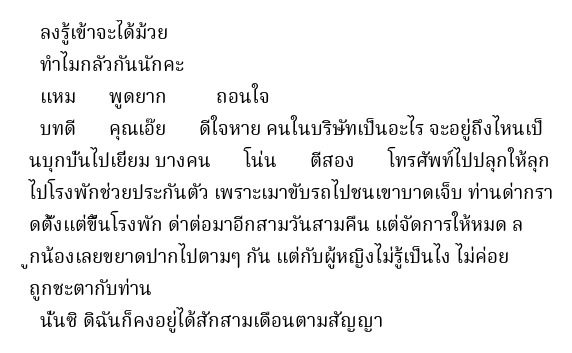 ลงรู้เข้าจะได้ม้วย
ทำไมกลัวกันนักคะ
แหม พูดยาก ถอนใจ
บทดี คุณเอ๊ย ดีใจหาย คนในบริษัทเป็นอะไร จะอยู่ถึงไหนเป็
นบุกบั่นไปเยี่ยม บางคน โน่น ตีสอง โทรศัพท์ไปปลุกให้ลุก
ไปโรงพักช่วยประกันตัว เพราะเมาขับรถไปชนเขาบาดเจ็บ ท่านด่ากรา
ดตั้งแต่ขึ้นโรงพัก ด่าต่อมาอีกสามวันสามคืน แต่จัดการให้หมด ล
ูกน้องเลยขยาดปากไปตามๆ กัน แต่กับผู้หญิงไม่รู้เป็นไง ไม่ค่อย
ถูกชะตากับท่าน
นั่นซิ ดิฉันก็คงอยู่ได้สักสามเดือนตามสัญญา